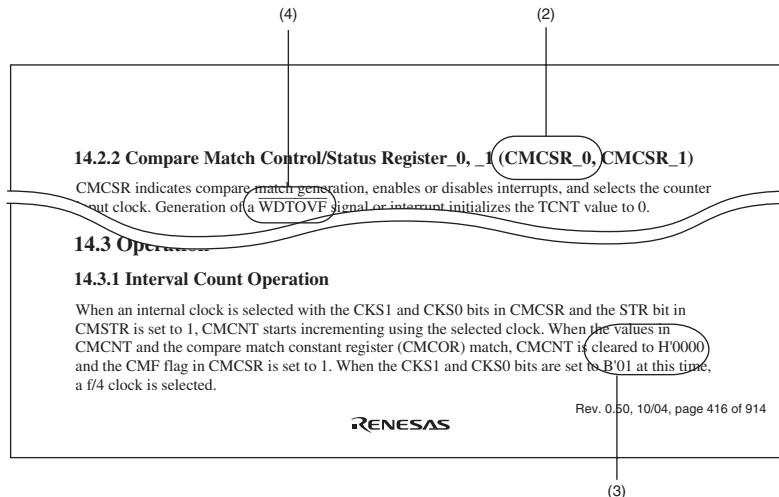 (4) (2)
14.2.2 Compare Match Control/Status Register_0, _1 (CMCSR_0, CMCSR_1)
CMCSR indicates compare match generation, enables or disables interrupts, and selects the counter
input clock. Generation of a WDTOVF signal or interrupt initializes the TCNT value to 0.
14.3 Operation
14.3.1 Interval Count Operation
When an internal clock is selected with the CKS1 and CKS0 bits in CMCSR and the STR bit in
CMSTR is set to 1, CMCNT starts incrementing using the selected clock. When the values in
CMCNT and the compare match constant register (CMCOR) match, CMCNT is cleared to H'0000
and the CMF flag in CMCSR is set to 1. When the CKS1 and CKS0 bits are set to B'01 at this time,
a f/4 clock is selected.
Rev. 0.50, 10/04, page 416 of 914
RENESAS
(3)